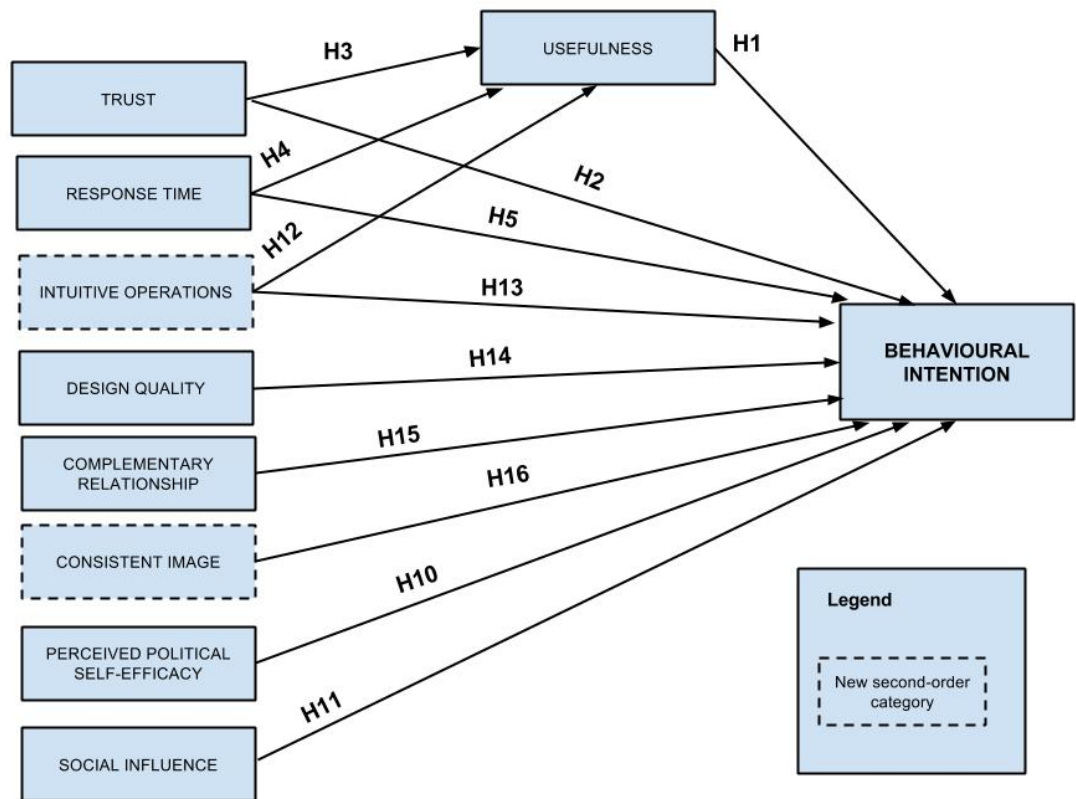 USEFULNESS
H1
H3
TRUST
H4
RESPONSE TIME
H2
H5
H12
INTUITIVE OPERATIONS
H13
DESIGN QUALITY
H14
BEHAVIOURAL
INTENTION
COMPLEMENTARY
RELATIONSHIP
H15
CONSISTENT IMAGE
H16
PERCEIVED POLITICAL
SELF-EFFICACY
H10
SOCIAL INFLUENCE
H11
Legend
New second-order
category